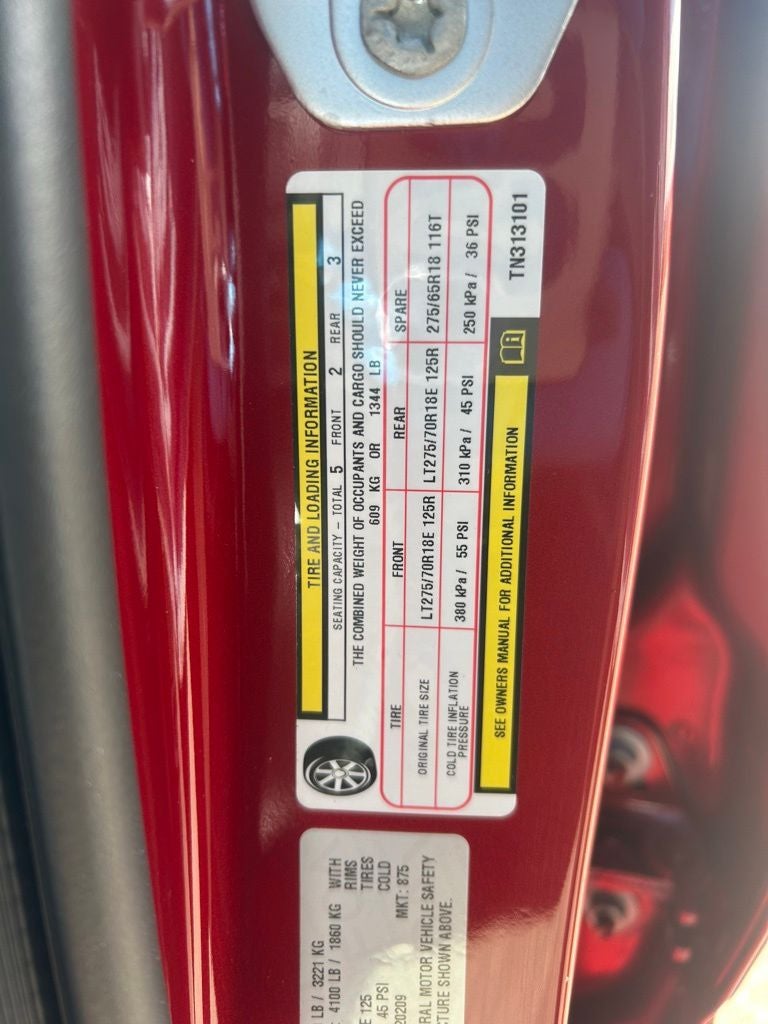 TIRE AND LOADING INFORMATION
SEATING CAPACITY – TOTAL 5 FRONT 2 REAR 3
THE COMBINED WEIGHT OF OCCUPANTS AND CARGO SHOULD NEVER EXCEED
609 KG OR 1344 LB
TIRE FRONT REAR SPARE
ORIGINAL TIRE SIZE LT275/70R18E 125R LT275/70R18E 125R 275/65R18 116T
COLD TIRE INFLATION PRESSURE 380 kPa / 55 PSI 310 kPa / 45 PSI 250 kPa / 36 PSI
SEE OWNERS MANUAL FOR ADDITIONAL INFORMATION
TN313101
LB / 3221 KG
4100 LB / 1860 KG WITH
RIMS
E 125 TIRES
45 PSI COLD
20209 MKT: 875
RAL MOTOR VEHICLE SAFETY
CTURE SHOWN ABOVE.